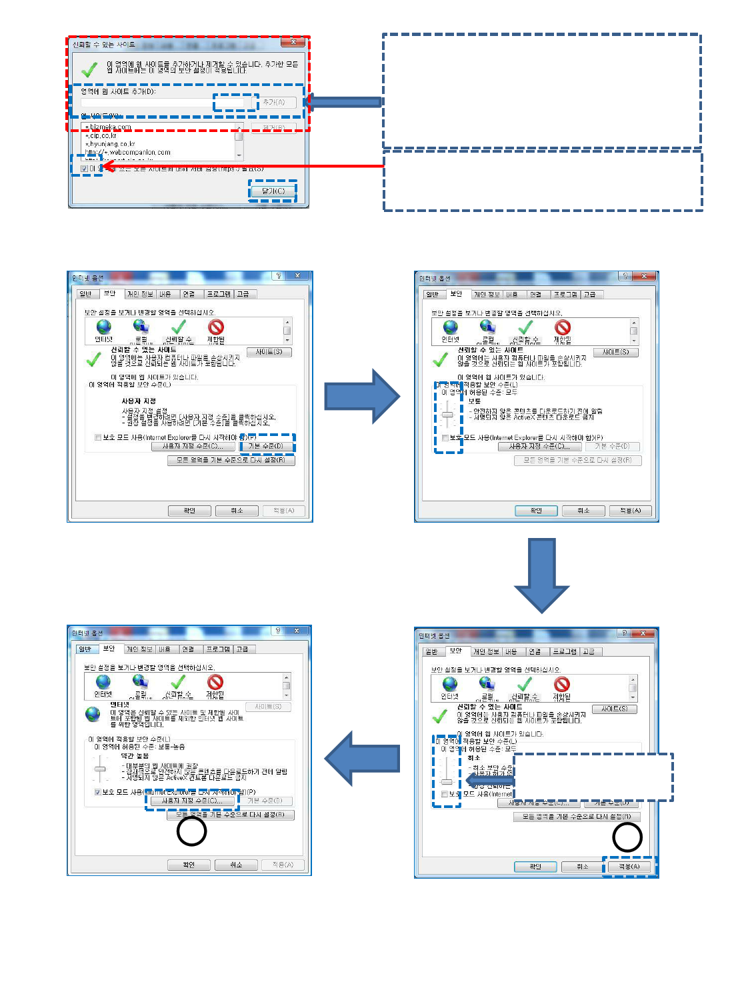 신뢰할 수 있는 사이트
이 영역에 웹 사이트를 추가하거나 제거할 수 있습니다. 추가한 모든
웹 사이트에는 이 영역의 보안 설정이 적용됩니다.
영역에 웹 사이트 추가(D):
추가(A)
웹 사이트(W):
*.bizmeka.com
제거(R)
*.cip.co.kr
*.hyunjang.co.kr
http://*.webcompanion.com
이 영역에 있는 모든 사이트에 대해 서버 검증(https:) 필요(S)
닫기(C)
인터넷 옵션
일반 보안 개인 정보 내용 연결 프로그램 고급
보안 설정을 보거나 변경할 영역을 선택하십시오.
인터넷 로컬 신뢰할 수 제한된
신뢰할 수 있는 사이트
사이트(S)
이 영역에는 사용자 컴퓨터나 파일을 손상시키지
않을 것으로 신뢰되는 웹 사이트가 포함됩니다.
이 영역에 웹 사이트가 있습니다.
이 영역에 적용할 보안 수준(L)
사용자 지정
사용자 지정 설정
- 설정을 변경하려면 [사용자 지정 수준]을 클릭하십시오.
- 권장 설정을 사용하려면 [기본 수준]을 클릭하십시오.
보호 모드 사용(Internet Explorer를 다시 시작해야 함)(P)
사용자 지정 수준(C)... 기본 수준(D)
모든 영역을 기본 수준으로 다시 설정(R)
확인 취소 적용(A)
인터넷 옵션
일반 보안 개인 정보 내용 연결 프로그램 고급
보안 설정을 보거나 변경할 영역을 선택하십시오.
인터넷 로컬 신뢰할 수 제한된
신뢰할 수 있는 사이트
사이트(S)
이 영역에는 사용자 컴퓨터나 파일을 손상시키지
않을 것으로 신뢰되는 웹 사이트가 포함됩니다.
이 영역에 웹 사이트가 있습니다.
이 영역에 적용할 보안 수준(L)
이 영역에 허용된 수준: 모두
보통
- 안전하지 않은 콘텐츠를 다운로드하기 전에 알림
- 서명되지 않은 ActiveX 콘텐츠 다운로드 금지
보호 모드 사용(Internet Explorer를 다시 시작해야 함)(P)
사용자 지정 수준(C)... 기본 수준(D)
모든 영역을 기본 수준으로 다시 설정(R)
확인 취소 적용(A)
인터넷 옵션
일반 보안 개인 정보 내용 연결 프로그램 고급
보안 설정을 보거나 변경할 영역을 선택하십시오.
인터넷 로컬 신뢰할 수 제한된
인터넷
사이트(S)
이 영역은 신뢰할 수 있는 사이트 및 제한된 사이
트에 포함된 웹 사이트를 제외한 인터넷 웹 사이트
를 위한 영역입니다.
이 영역에 적용할 보안 수준(L)
이 영역에 허용된 수준: 보통-높음
약간 높음
- 대부분의 웹 사이트에 권장
- 잠재적으로 안전하지 않은 콘텐츠를 다운로드하기 전에 알림
- 서명되지 않은 ActiveX 컨트롤 다운로드 금지
보호 모드 사용(Internet Explorer를 다시 시작해야 함)(P)
사용자 지정 수준(C)... 기본 수준(D)
모든 영역을 기본 수준으로 다시 설정(R)
확인 취소 적용(A)
인터넷 옵션
일반 보안 개인 정보 내용 연결 프로그램 고급
보안 설정을 보거나 변경할 영역을 선택하십시오.
인터넷 로컬 신뢰할 수 제한된
신뢰할 수 있는 사이트
사이트(S)
이 영역에는 사용자 컴퓨터나 파일을 손상시키지
않을 것으로 신뢰되는 웹 사이트가 포함됩니다.
이 영역에 웹 사이트가 있습니다.
이 영역에 적용할 보안 수준(L)
이 영역에 허용된 수준: 모두
최소
- 최소 보안 수준
- 사용자 허가
보호 모드 사용(Internet
사용자 지정 수준(C)... 기본 수준(D)
모든 영역을 기본 수준으로 다시 설정(R)
확인 취소 적용(A)